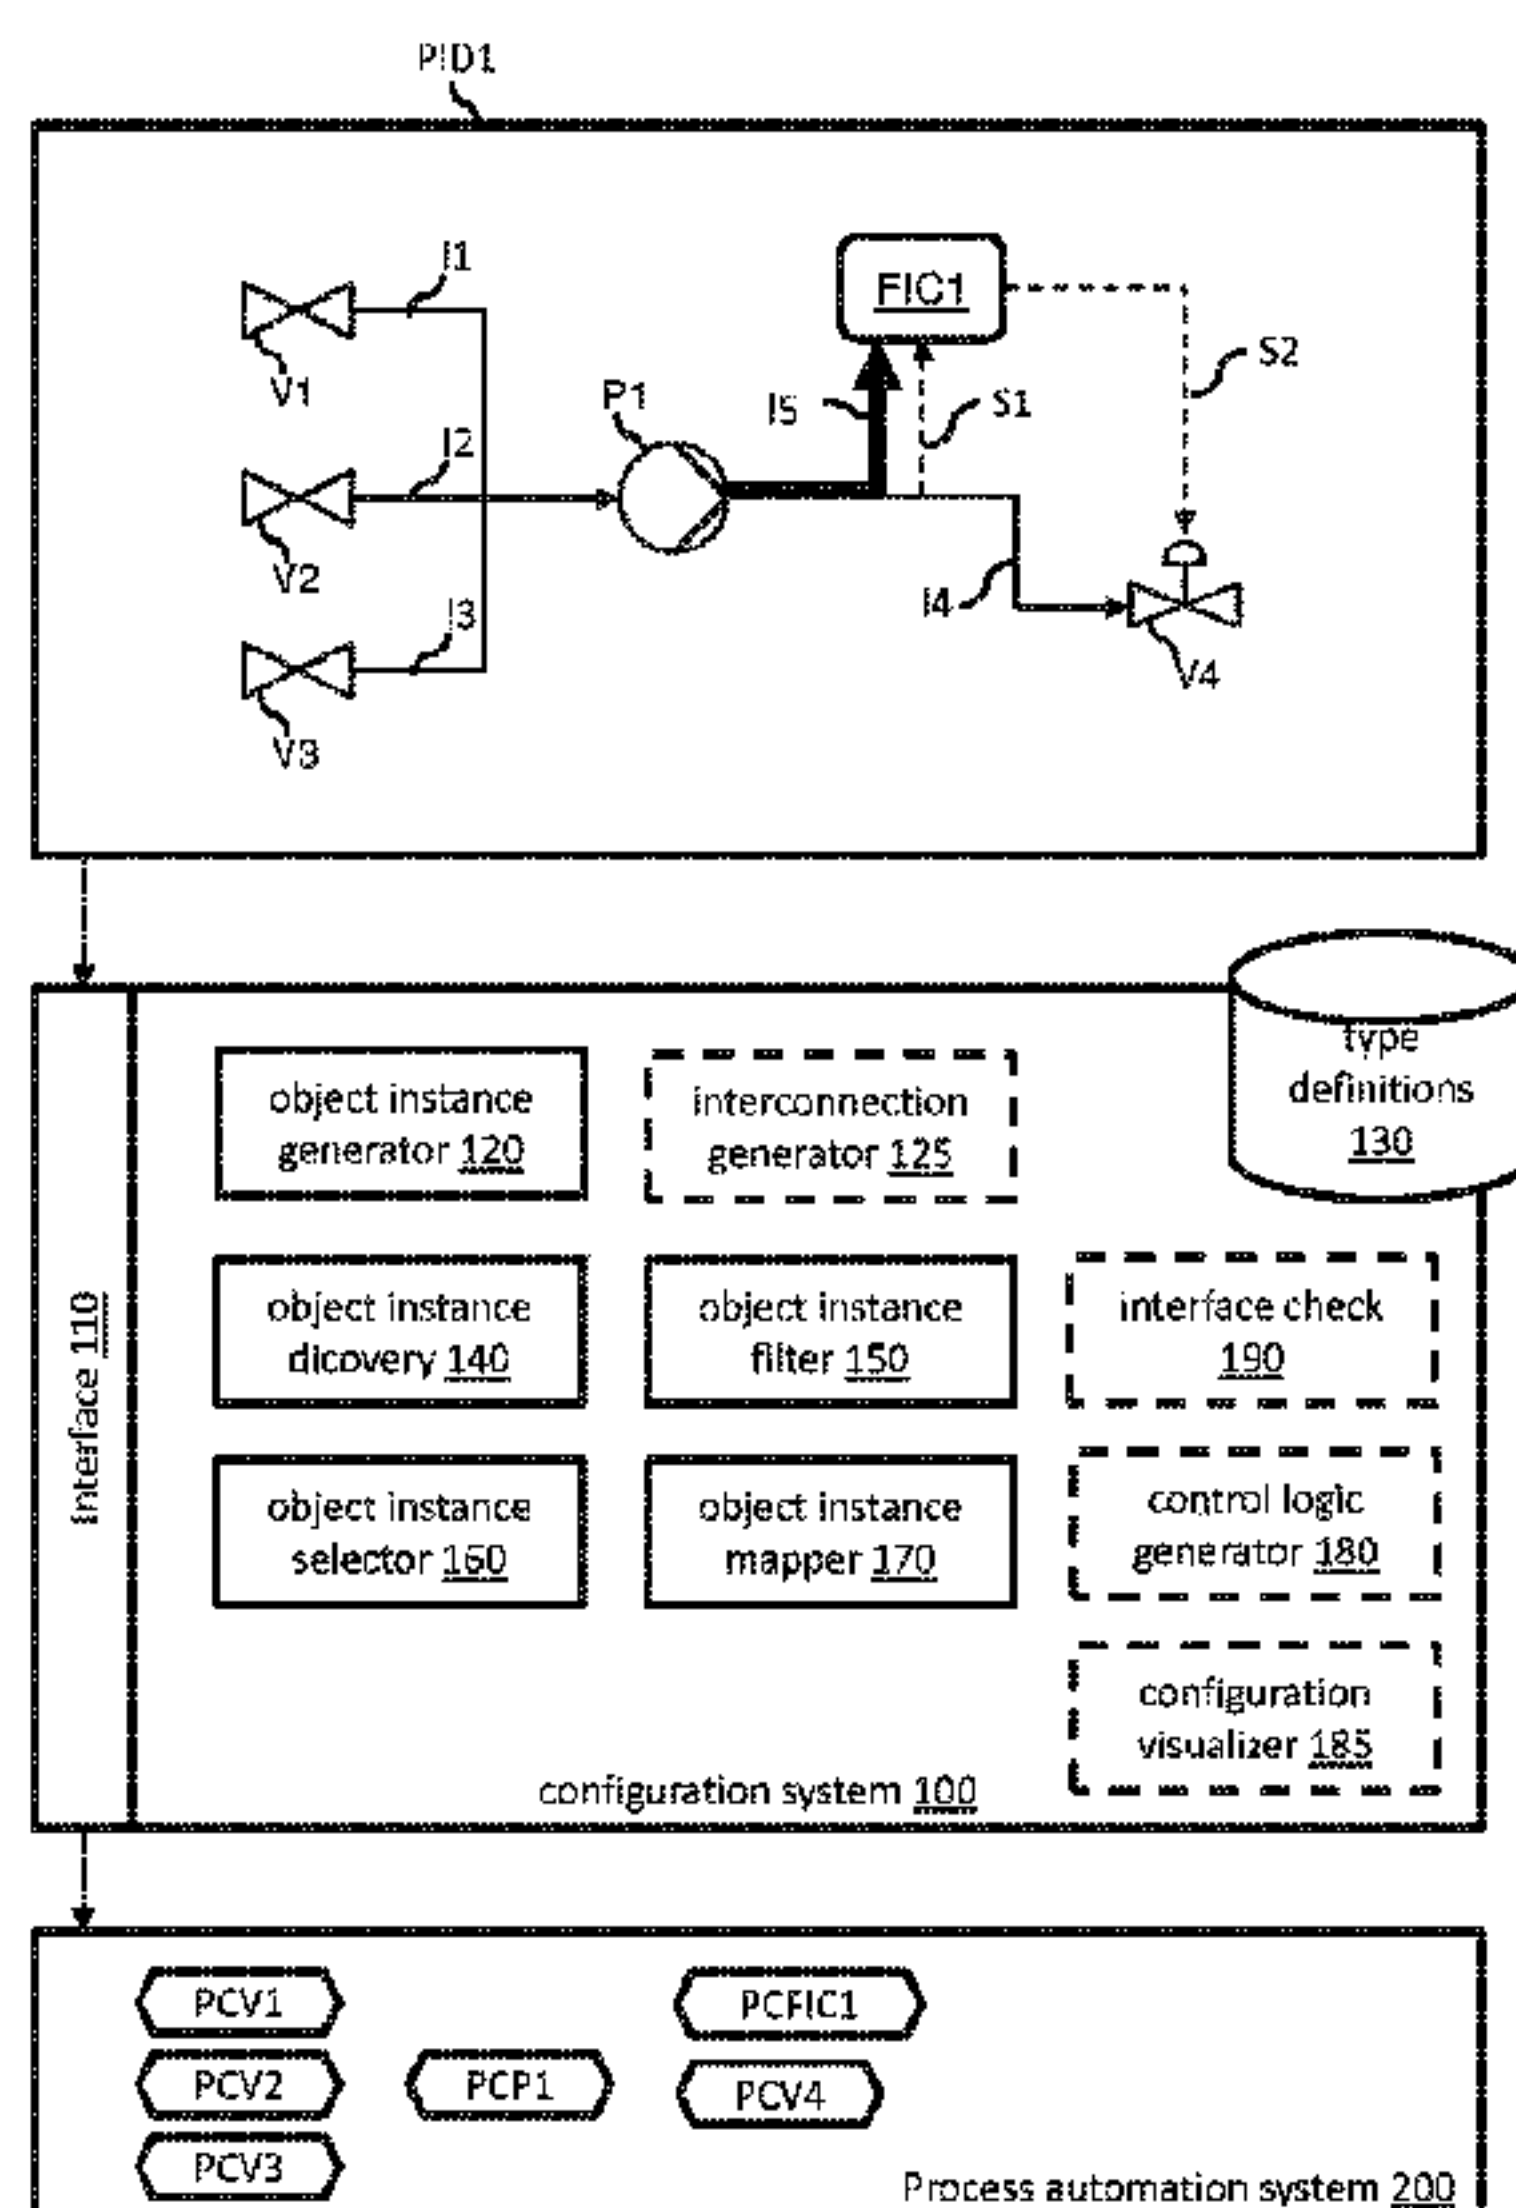 PID1
I1
FIC1
V1
S2
P1
I5
S1
I2
V2
I3
I4
V4
V3
type
definitions
130
object instance
generator 120
interconnection
generator 125
interface 110
object instance
dicovery 140
object instance
filter 150
interface check
190
object instance
selector 160
object instance
mapper 170
control logic
generator 180
configuration
visualizer 185
configuration system 100
PCV1
PCFIC1
PCV2
PCP1
PCV4
PCV3
Process automation system 200